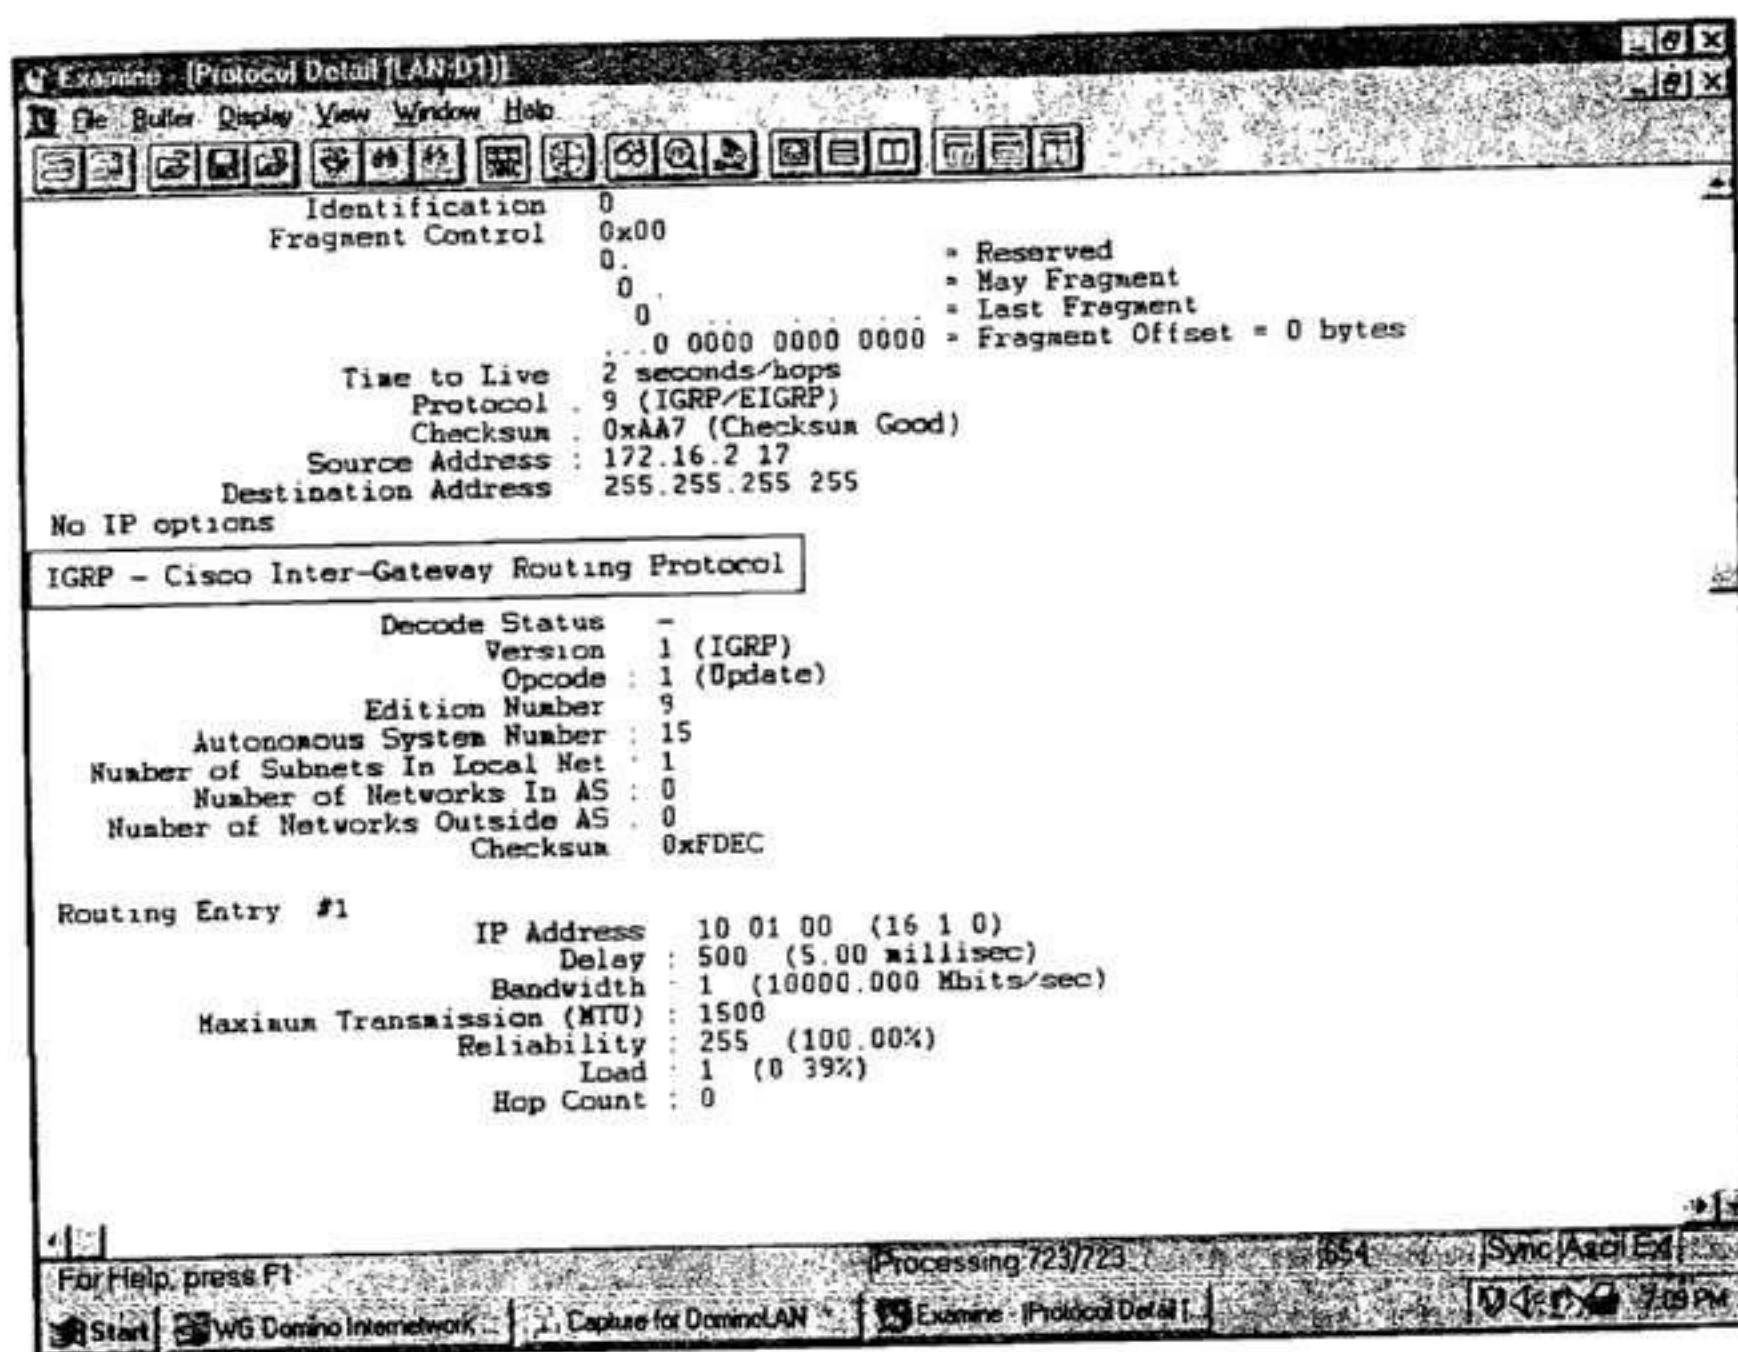 Examine - [Protocol Detail [LAN:D1]]
File Buffer Display View Window Help
Identification 0
Fragment Control 0x00
0. = Reserved
0 . = May Fragment
0 .. . . . . . = Last Fragment
...0 0000 0000 0000 = Fragment Offset = 0 bytes
Time to Live 2 seconds/hops
Protocol . 9 (IGRP/EIGRP)
Checksum . 0xAA7 (Checksum Good)
Source Address : 172.16.2 17
Destination Address 255.255.255 255
No IP options
IGRP - Cisco Inter-Gateway Routing Protocol
Decode Status -
Version 1 (IGRP)
Opcode : 1 (Update)
Edition Number 9
Autonomous System Number : 15
Number of Subnets In Local Net : 1
Number of Networks In AS : 0
Number of Networks Outside AS . 0
Checksum 0xFDEC
Routing Entry #1
IP Address 10 01 00 (16 1 0)
Delay : 500 (5.00 millisec)
Bandwidth : 1 (10000.000 Mbits/sec)
Maximum Transmission (MTU) : 1500
Reliability : 255 (100.00%)
Load : 1 (0 39%)
Hop Count : 0
For Help, press F1 Processing 723/723 654 Sync Ascii
Start WG Domino Internetwork ... Capture for DominoLAN Examine - [Protocol Detail [... 7:09 PM